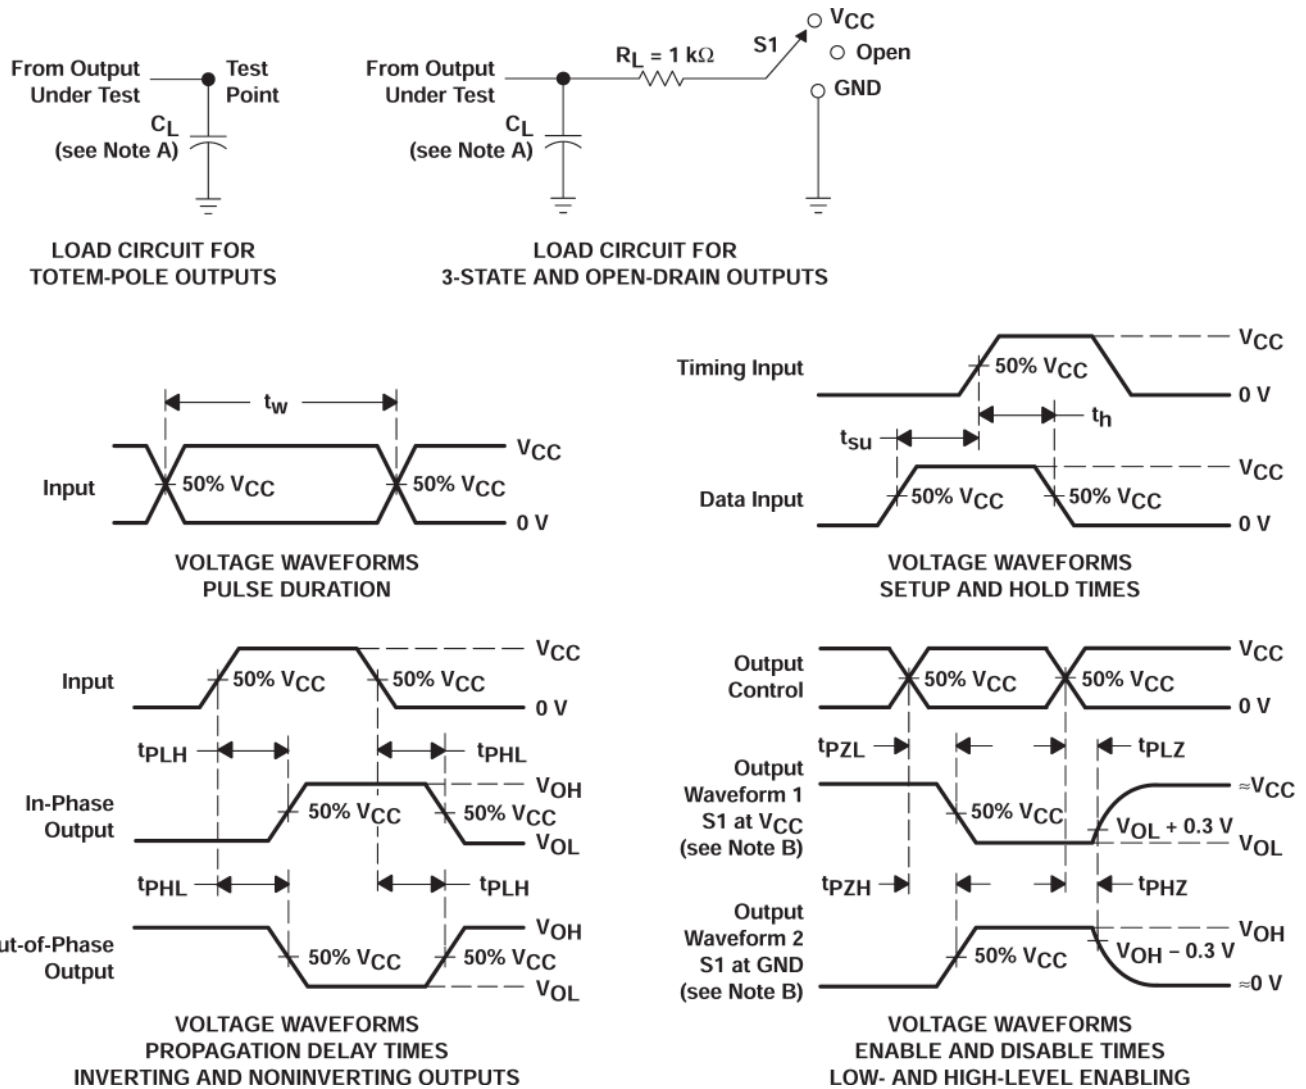 From Output
Under Test
Test
Point
CL
(see Note A)
LOAD CIRCUIT FOR
TOTEM-POLE OUTPUTS
From Output
Under Test
RL = 1 kΩ
S1
VCC
Open
GND
CL
(see Note A)
LOAD CIRCUIT FOR
3-STATE AND OPEN-DRAIN OUTPUTS
tw
Input
50% VCC
50% VCC
VCC
0 V
VOLTAGE WAVEFORMS
PULSE DURATION
Timing Input
50% VCC
VCC
0 V
tsu
th
Data Input
50% VCC
50% VCC
VCC
0 V
VOLTAGE WAVEFORMS
SETUP AND HOLD TIMES
Input
50% VCC
50% VCC
VCC
0 V
tPLH
tPHL
In-Phase
Output
50% VCC
50% VCC
VOH
VOL
tPHL
tPLH
ut-of-Phase
Output
50% VCC
50% VCC
VOH
VOL
VOLTAGE WAVEFORMS
PROPAGATION DELAY TIMES
INVERTING AND NONINVERTING OUTPUTS
Output
Control
50% VCC
50% VCC
VCC
0 V
tPZL
tPLZ
Output
Waveform 1
S1 at VCC
(see Note B)
50% VCC
≈VCC
VOL + 0.3 V
VOL
tPZH
tPHZ
Output
Waveform 2
S1 at GND
(see Note B)
50% VCC
VOH
VOH − 0.3 V
≈0 V
VOLTAGE WAVEFORMS
ENABLE AND DISABLE TIMES
LOW- AND HIGH-LEVEL ENABLING